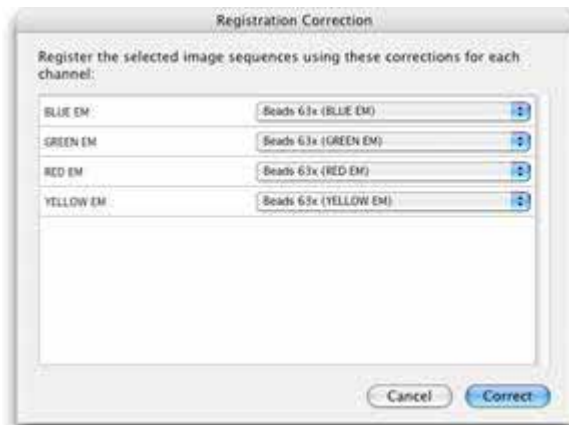 Registration Correction
Register the selected image sequences using these corrections for each
channel:
BLUE EM Beads 63x (BLUE EM)
GREEN EM Beads 63x (GREEN EM)
RED EM Beads 63x (RED EM)
YELLOW EM Beads 63x (YELLOW EM)
Cancel Correct